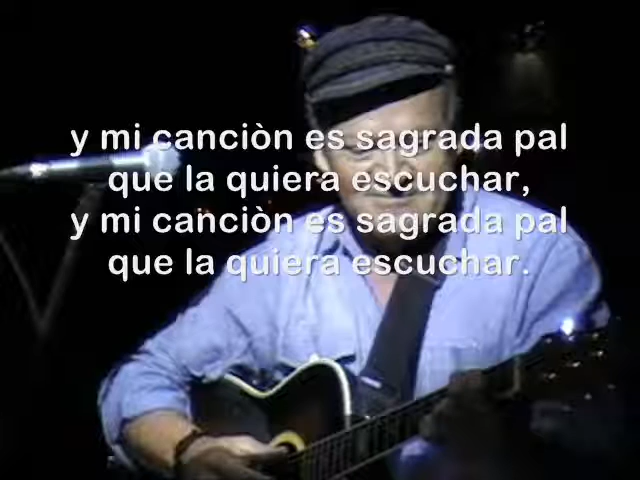 y mi canciòn es sagrada pal
que la quiera escuchar,
y mi canciòn es sagrada pal
que la quiera escuchar.